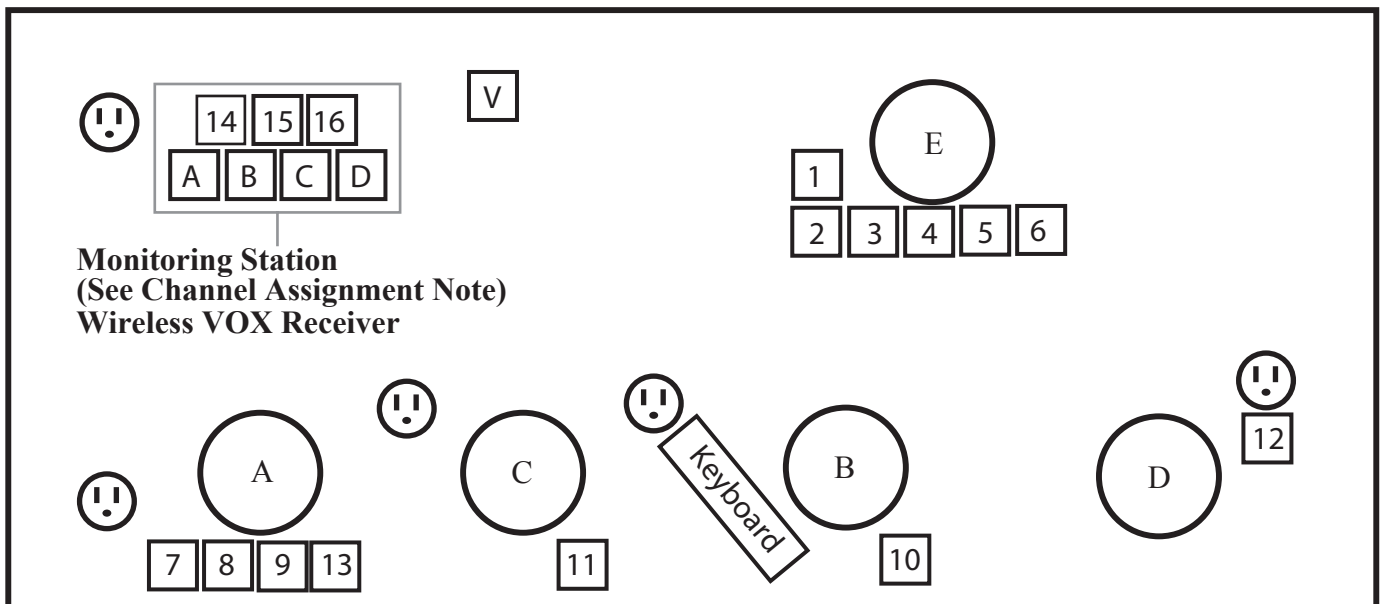 V
14 15 16
A B C D
E
1
2 3 4 5 6
Monitoring Station
(See Channel Assignment Note)
Wireless VOX Receiver
A
C
Keyboard
B
D
12
7 8 9 13
11
10